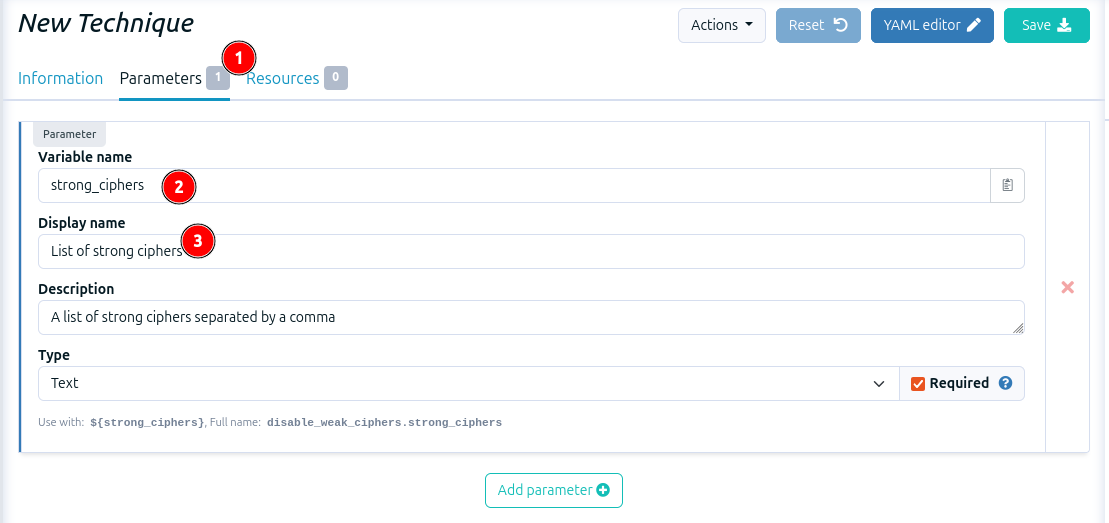 New Technique
Actions Reset YAML editor Save
1
Information Parameters 1 Resources 0
Parameter
Variable name
strong_ciphers 2
Display name
3
List of strong ciphers
Description
A list of strong ciphers separated by a comma
Type
Text Required ?
Use with: ${strong_ciphers}, Full name: disable_weak_ciphers.strong_ciphers
Add parameter